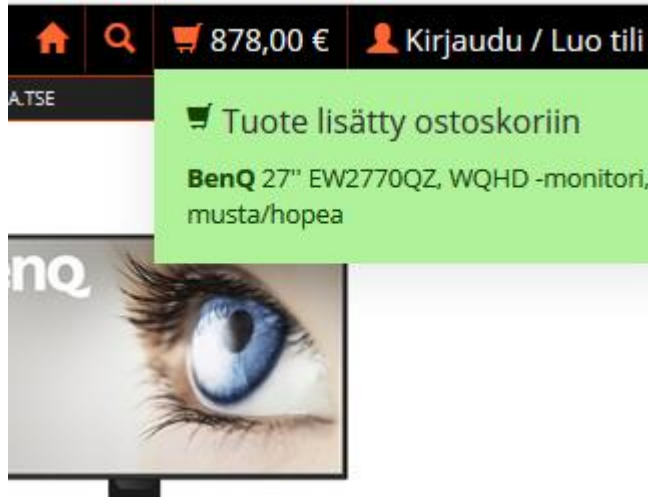 878,00 €
Kirjaudu / Luo tili
A.TSE
Tuote lisätty ostoskoriin
BenQ 27" EW2770QZ, WQHD -monitori,
musta/hopea
nQ